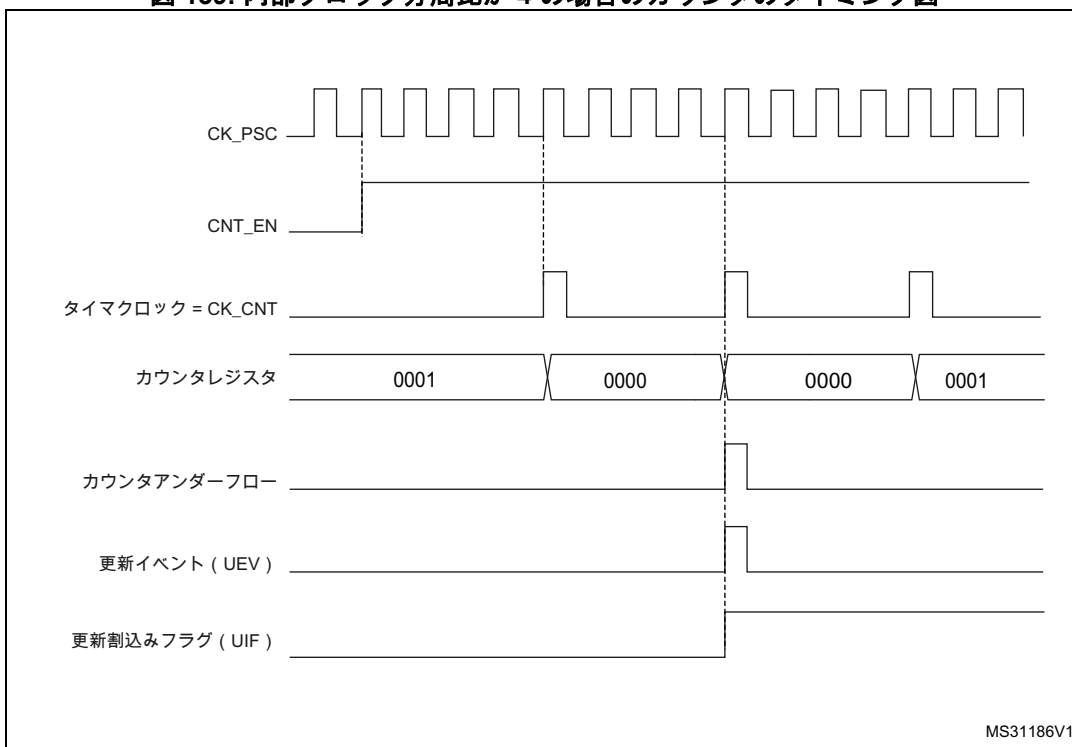 CK_PSC
CNT_EN
タイマクロック = CK_CNT
カウンタレジスタ 0001 0000 0000 0001
カウンタアンダーフロー
更新イベント ( UEV )
更新割込みフラグ ( UIF )
MS31186V1